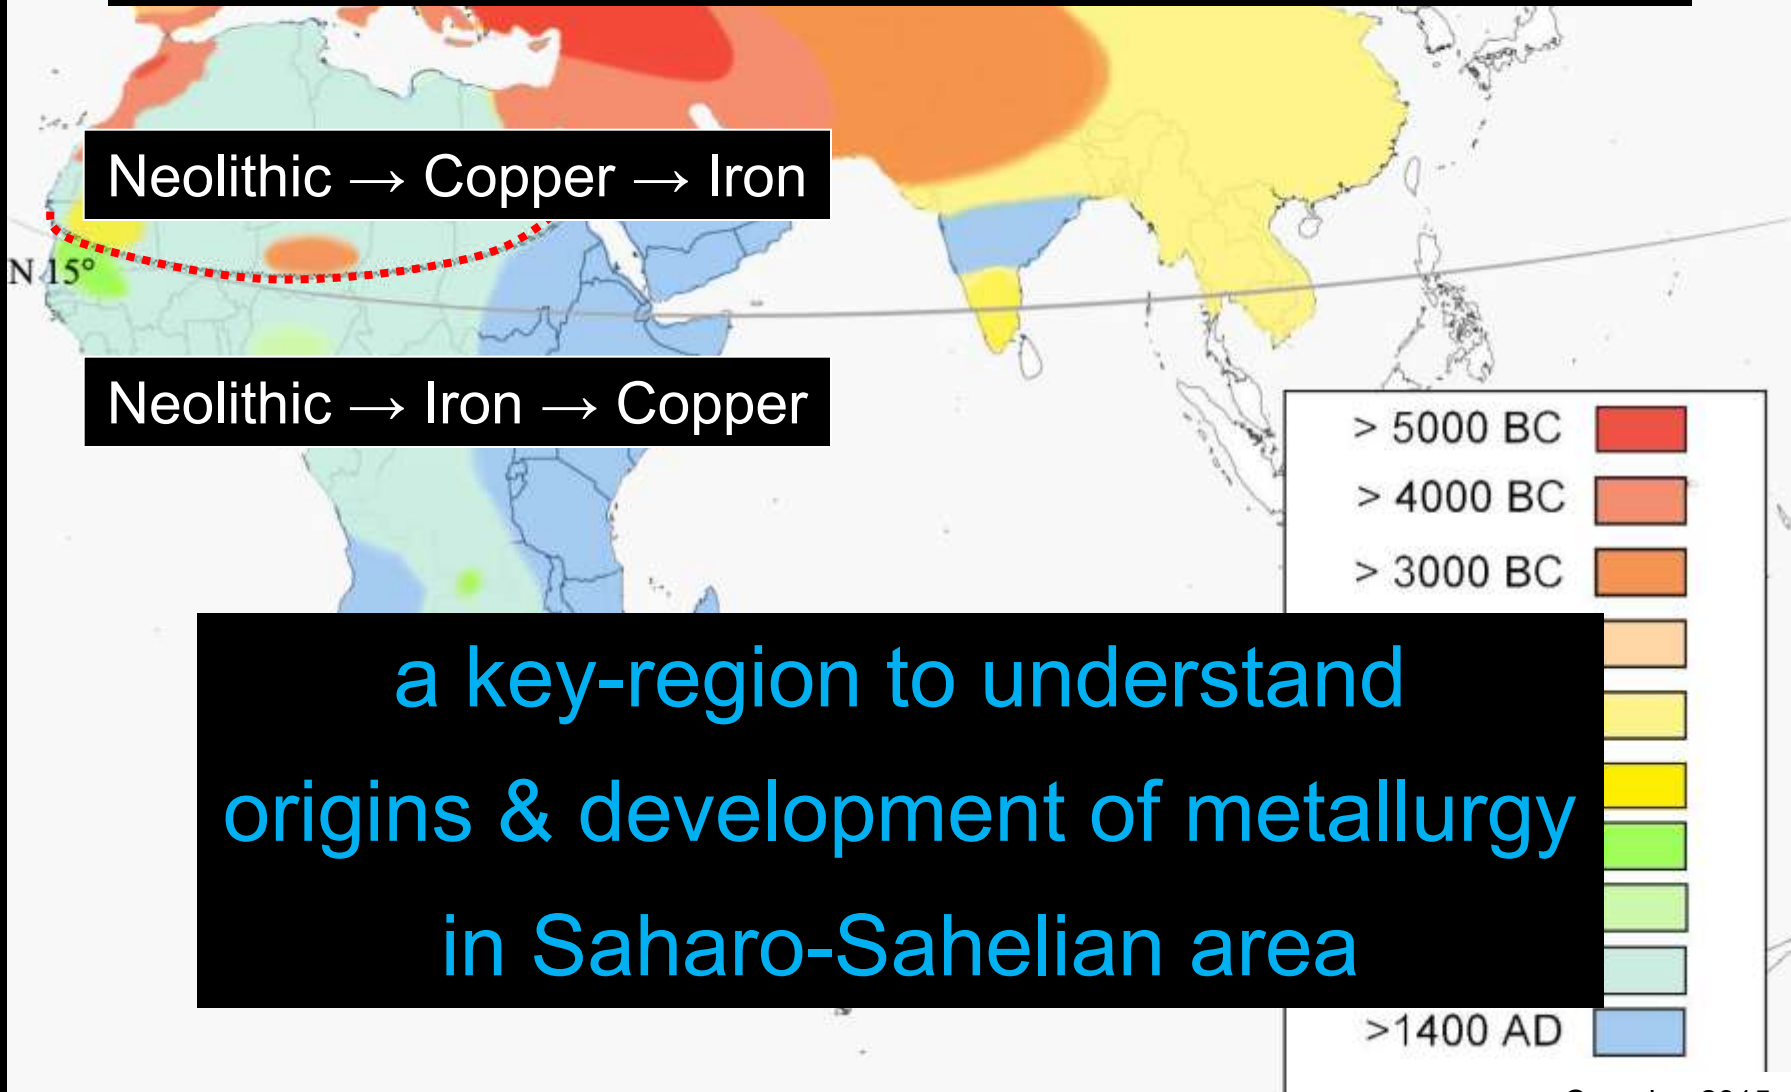 Neolithic → Copper → Iron
N 15°
Neolithic → Iron → Copper
> 5000 BC
> 4000 BC
> 3000 BC
a key-region to understand
origins & development of metallurgy
in Saharo-Sahelian area
>1400 AD